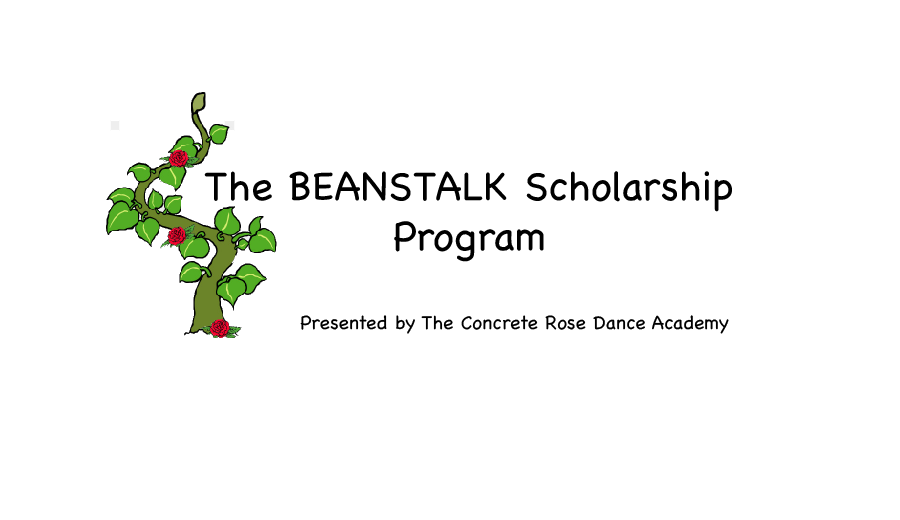 The BEANSTALK Scholarship
Program
Presented by The Concrete Rose Dance Academy